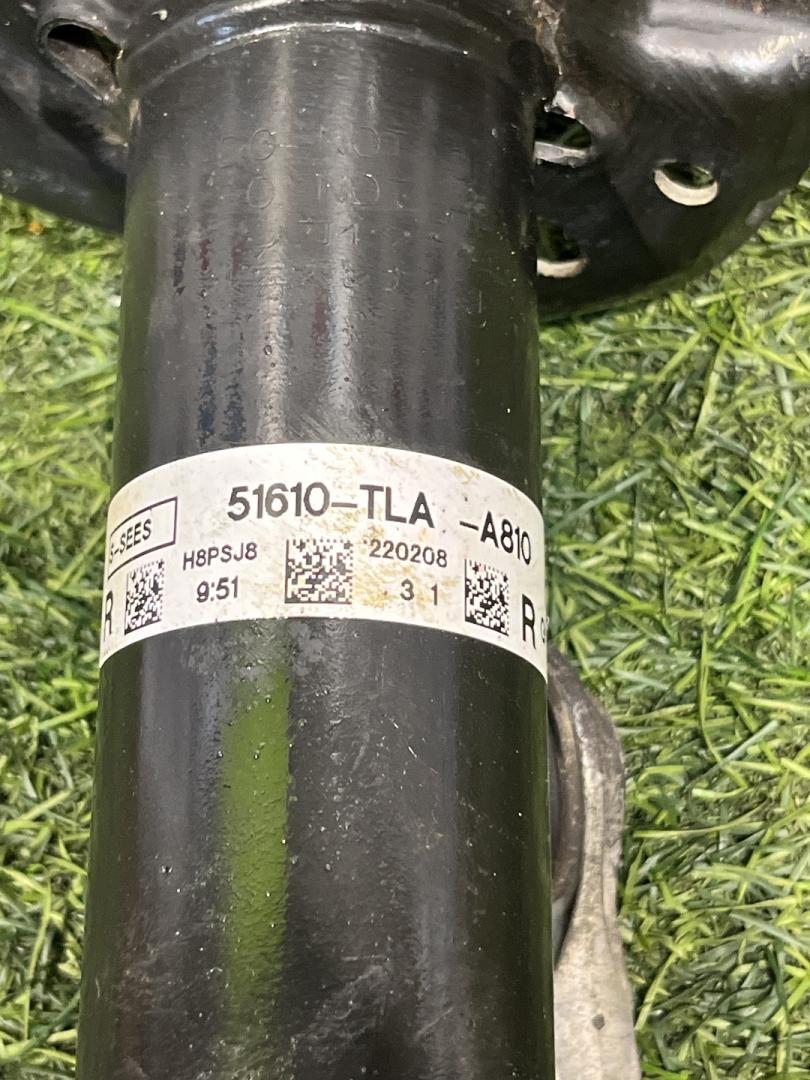 51610-TLA -A810
S-SEES
H8PSJ8 220208
9:51 3 1
R R